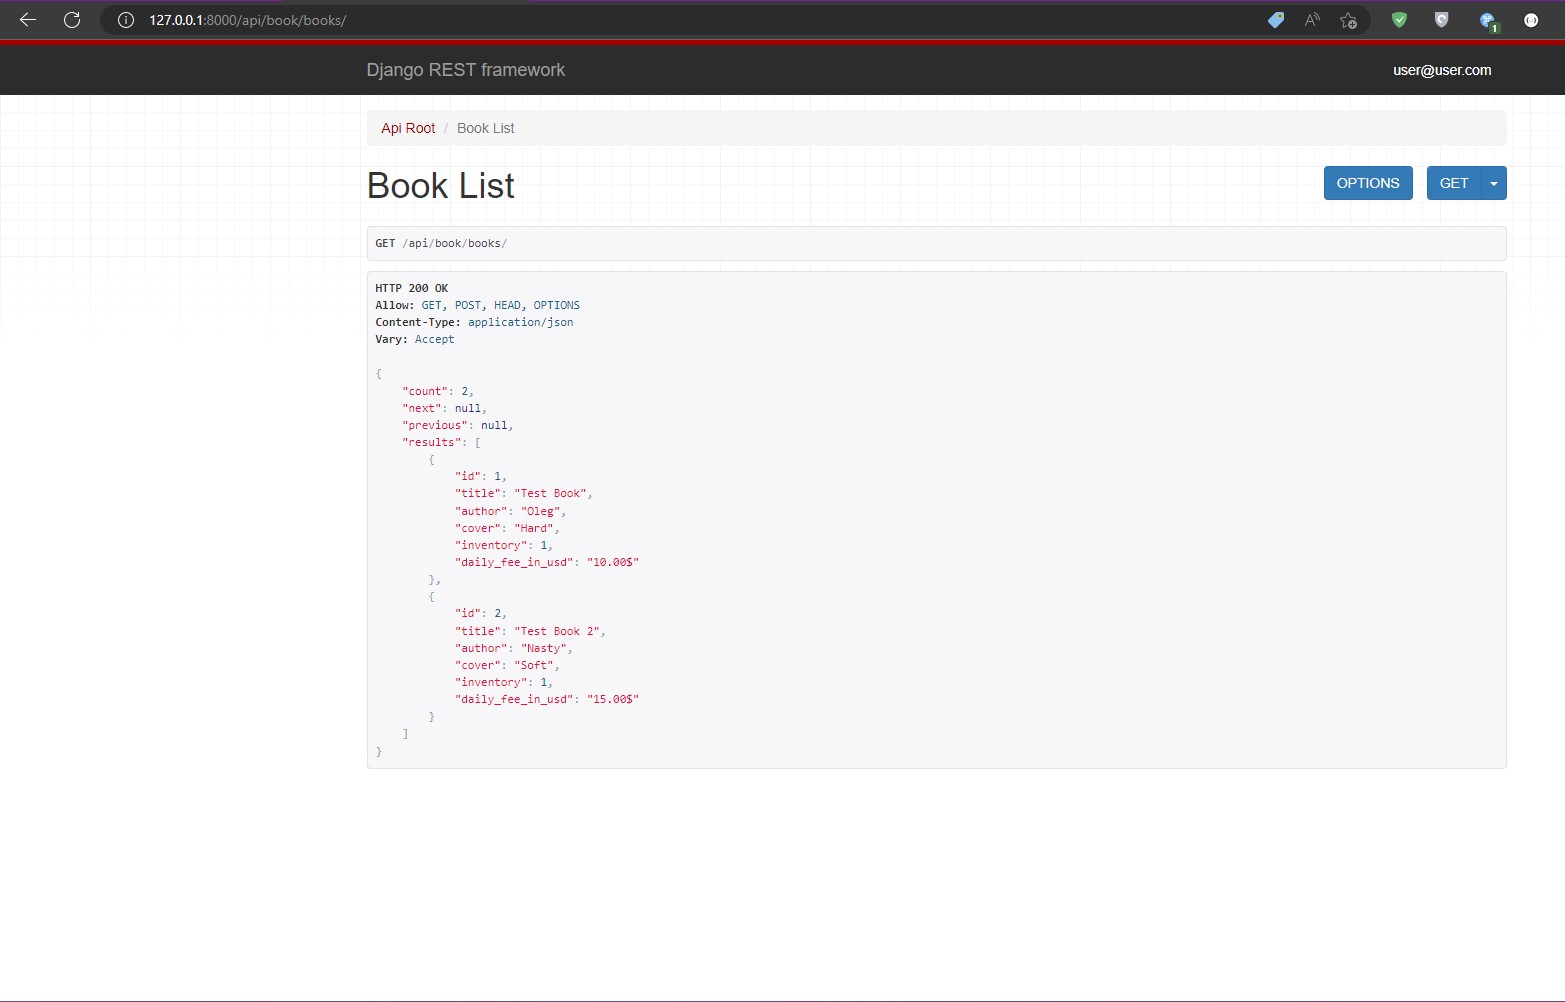 127.0.0.1:8000/api/book/books/
Django REST framework
user@user.com
Api Root / Book List
Book List
OPTIONS
GET
GET /api/book/books/
HTTP 200 OK
Allow: GET, POST, HEAD, OPTIONS
Content-Type: application/json
Vary: Accept
{
    "count": 2,
    "next": null,
    "previous": null,
    "results": [
        {
            "id": 1,
            "title": "Test Book",
            "author": "Oleg",
            "cover": "Hard",
            "inventory": 1,
            "daily_fee_in_usd": "10.00$"
        },
        {
            "id": 2,
            "title": "Test Book 2",
            "author": "Nasty",
            "cover": "Soft",
            "inventory": 1,
            "daily_fee_in_usd": "15.00$"
        }
    ]
}